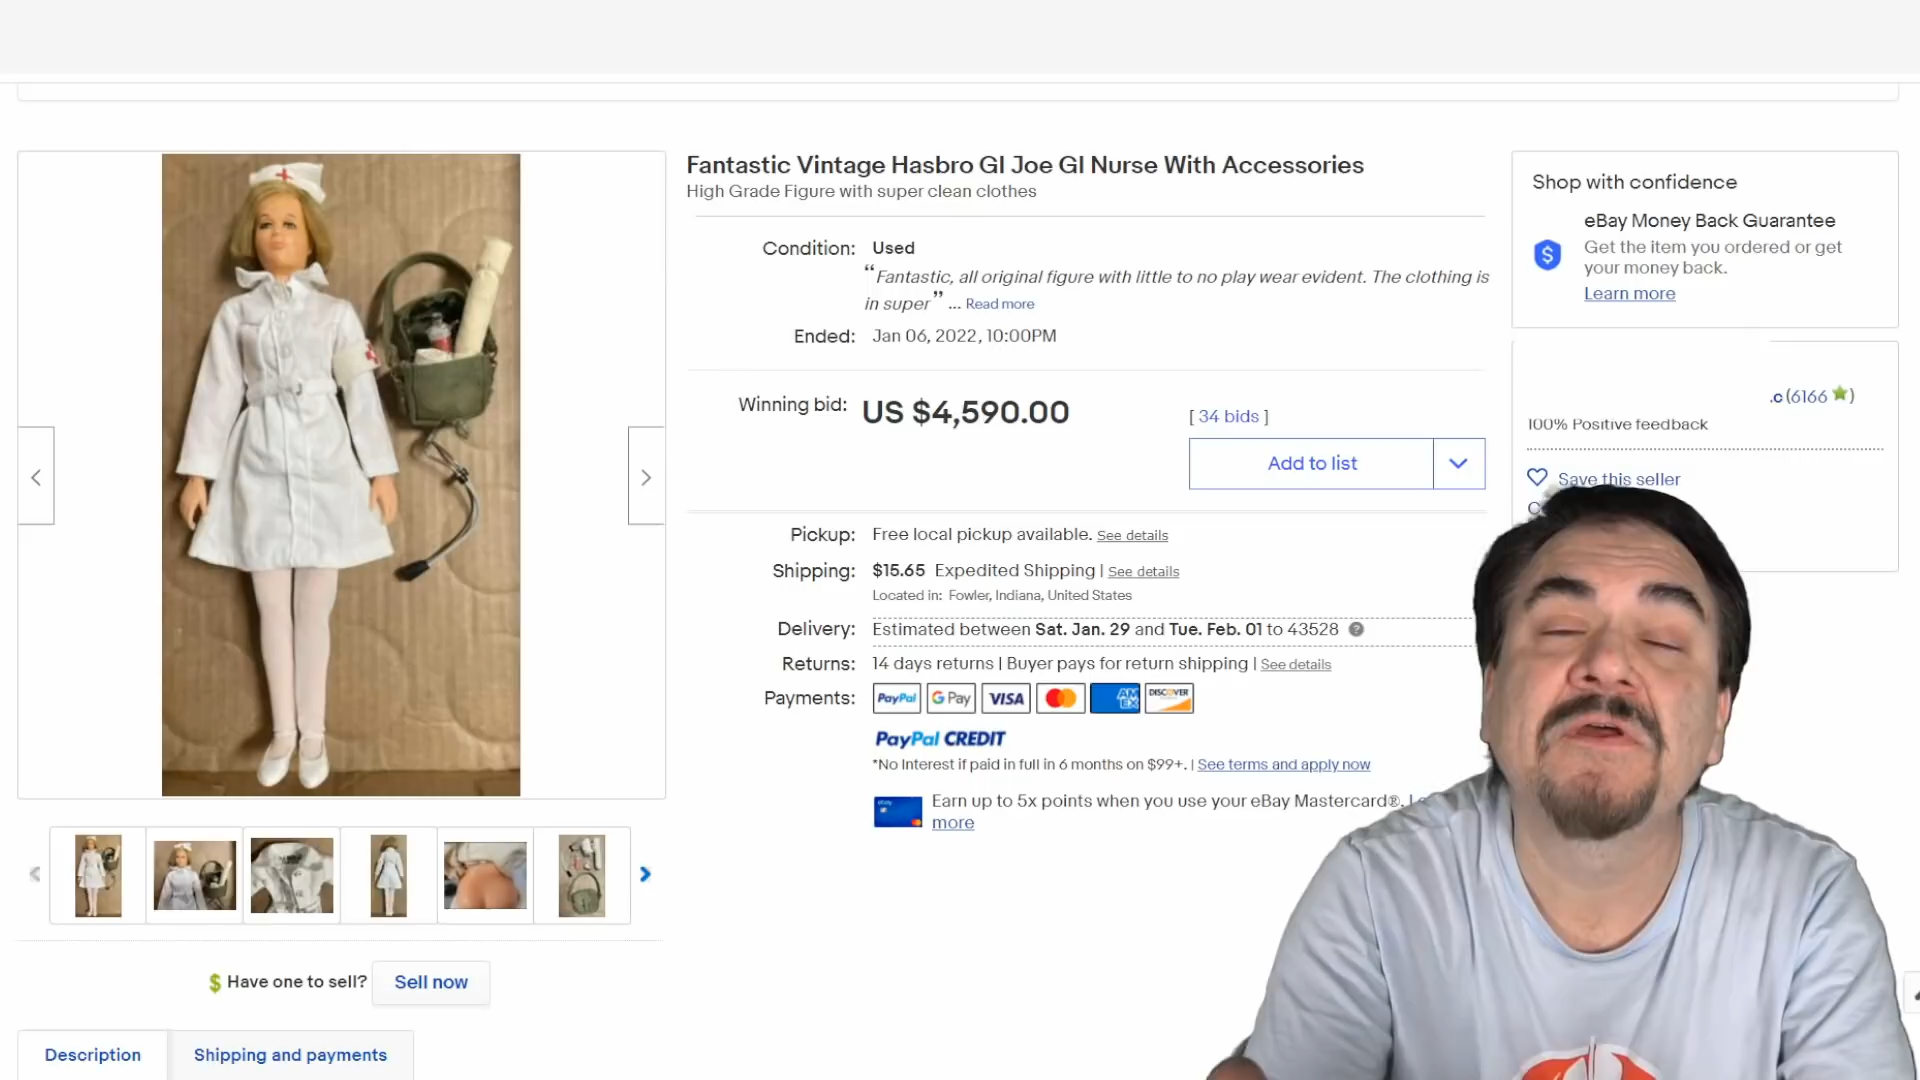 Fantastic Vintage Hasbro GI Joe GI Nurse With Accessories
High Grade Figure with super clean clothes
Condition: Used
“Fantastic, all original figure with little to no play wear evident. The clothing is
in super” ... Read more
Ended: Jan 06, 2022, 10:00PM
Winning bid: US $4,590.00
[ 34 bids ]
Add to list
Pickup: Free local pickup available. See details
Shipping: $15.65 Expedited Shipping | See details
Located in: Fowler, Indiana, United States
Delivery: Estimated between Sat. Jan. 29 and Tue. Feb. 01 to 43528
Returns: 14 days returns | Buyer pays for return shipping | See details
Payments: PayPal G Pay VISA AM EX DISCOVER
PayPal CREDIT
*No Interest if paid in full in 6 months on $99+. | See terms and apply now
Earn up to 5x points when you use your eBay Mastercard®.
more
Shop with confidence
eBay Money Back Guarantee
Get the item you ordered or get
your money back.
Learn more
.c (6166)
100% Positive feedback
Save this seller
$ Have one to sell? Sell now
Description
Shipping and payments